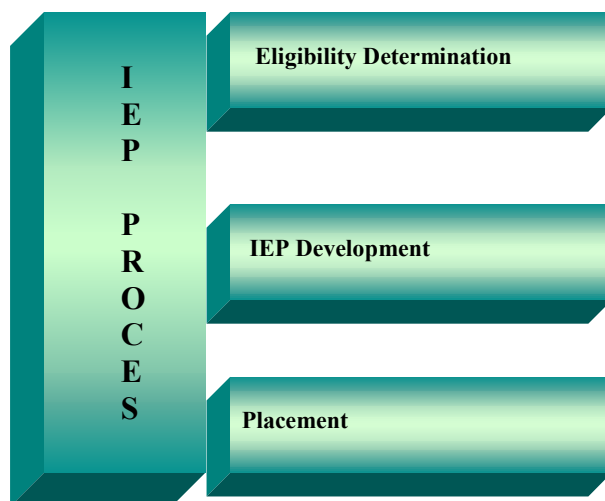 I
E
P
P
R
O
C
E
S
Eligibility Determination
IEP Development
Placement